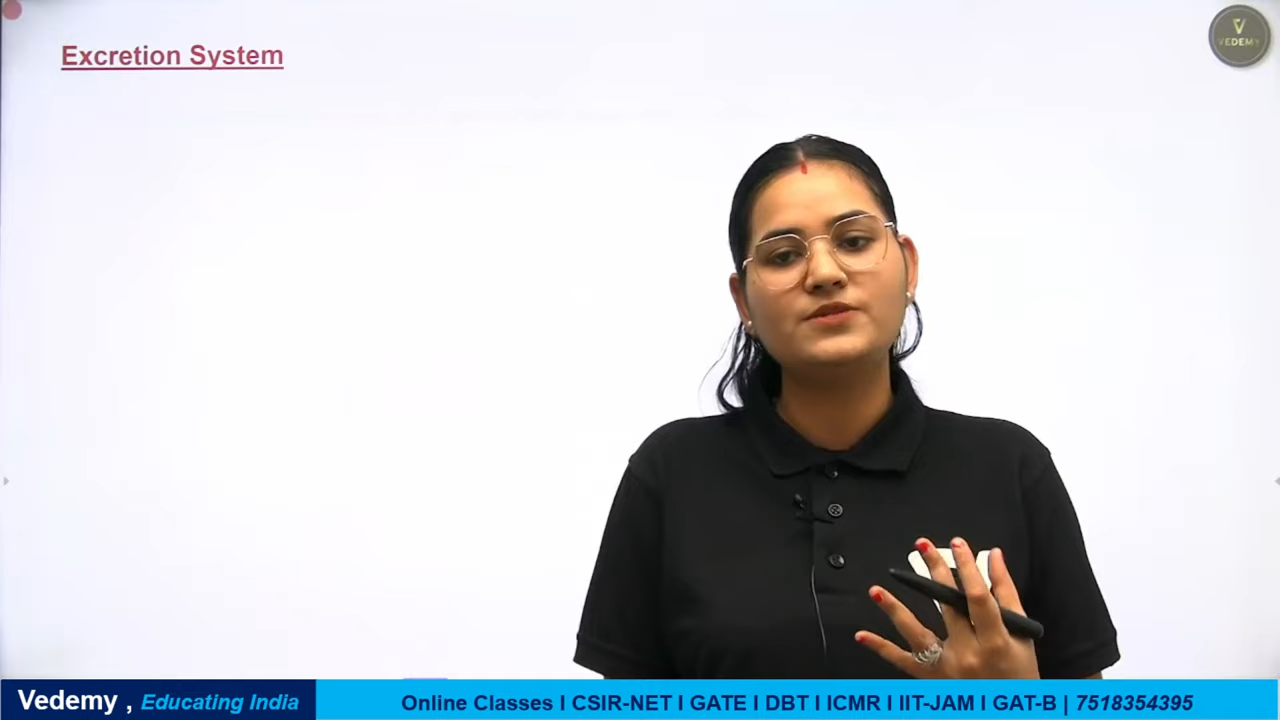 Excretion System
VEDEMY
Vedemy , Educating India
Online Classes I CSIR-NET I GATE I DBT I ICMR I IIT-JAM I GAT-B | 7518354395